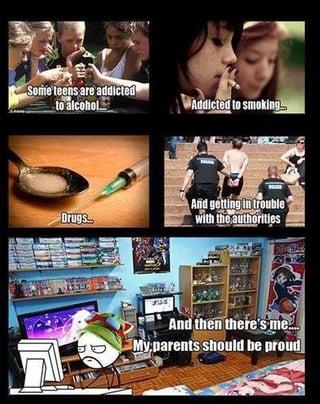 Some teens are addicted
to alcohol....
Addicted to smoking...
Drugs...
And getting in trouble
with the authorities
And then there's me....
My parents should be proud